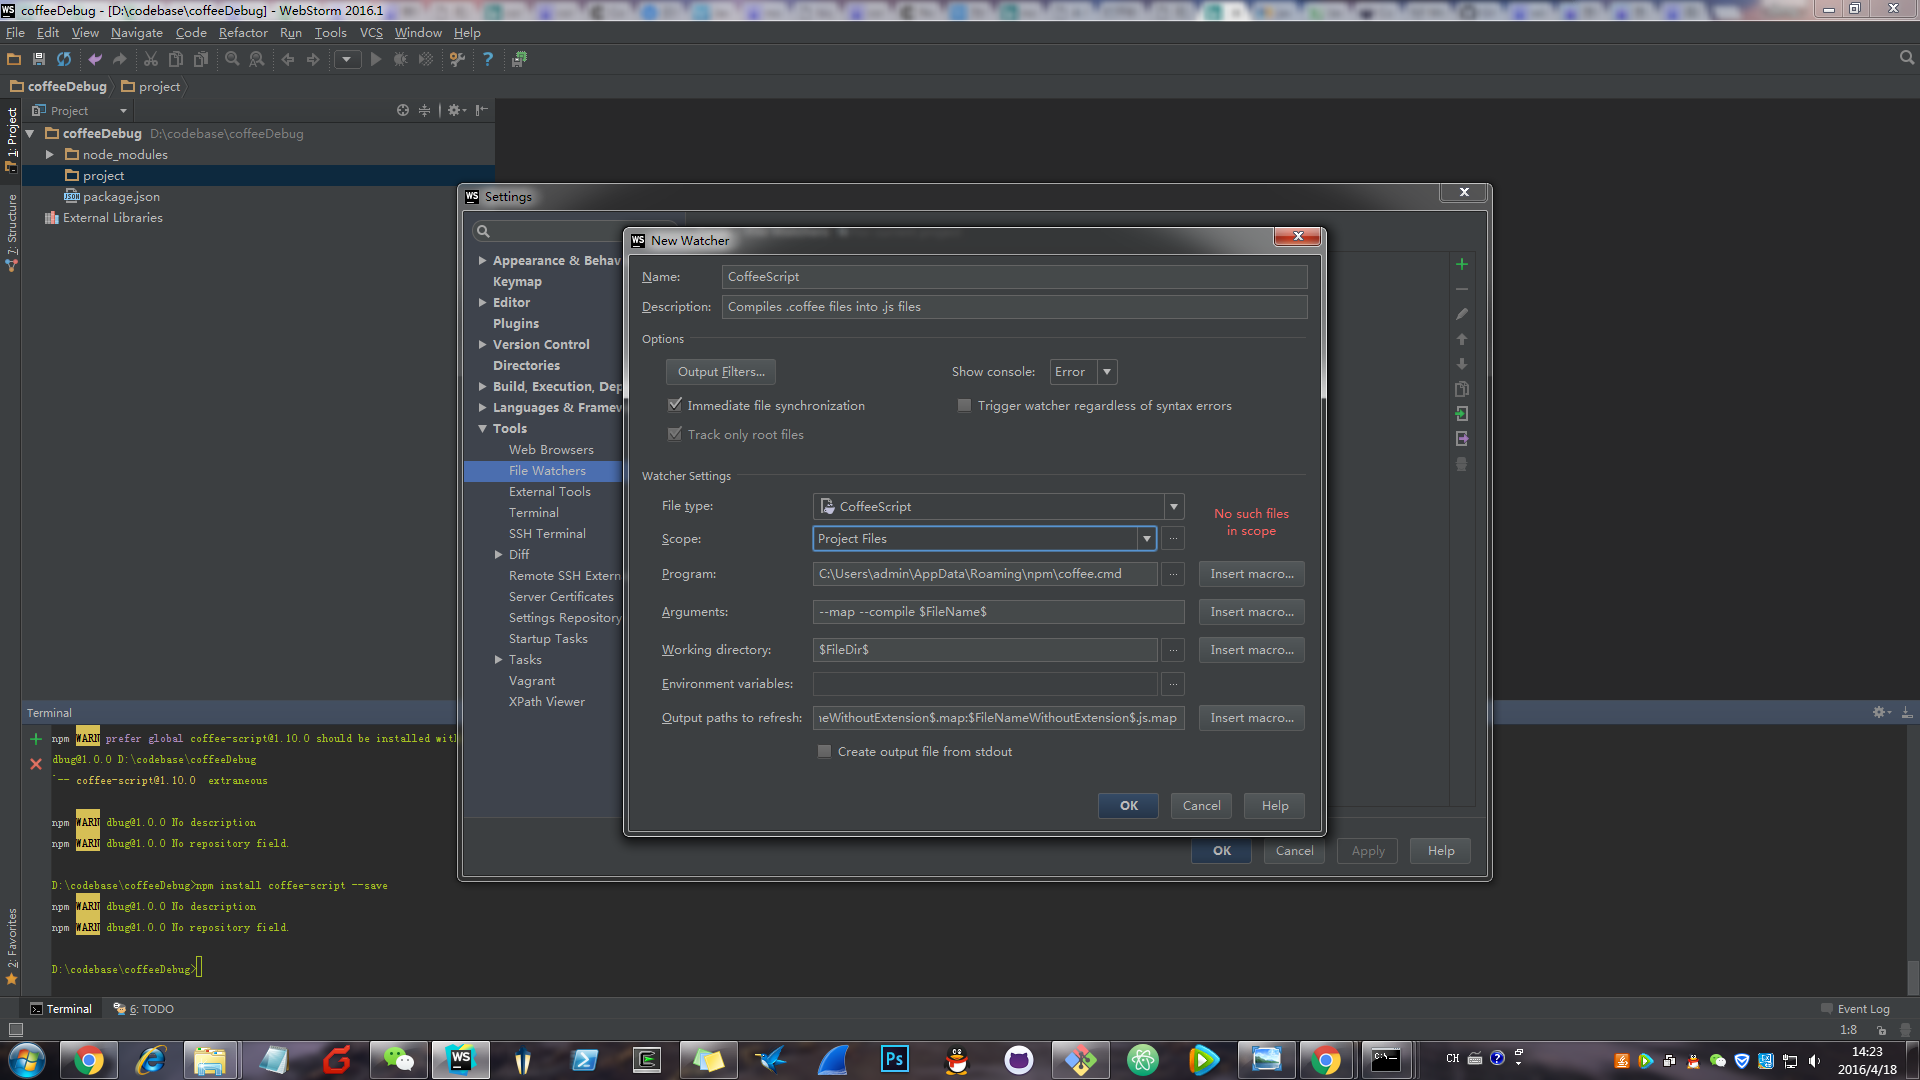 coffeeDebug - [D:\codebase\coffeeDebug] - WebStorm 2016.1
File Edit View Navigate Code Refactor Run Tools VCS Window Help
coffeeDebug project
Project
coffeeDebug D:\codebase\coffeeDebug
node_modules
project
package.json
External Libraries
1: Project
7: Structure
2: Favorites
Settings
Appearance & Behav
Keymap
Editor
Plugins
Version Control
Directories
Build, Execution, Dep
Languages & Framew
Tools
Web Browsers
File Watchers
External Tools
Terminal
SSH Terminal
Diff
Remote SSH Extern
Server Certificates
Settings Repository
Startup Tasks
Tasks
Vagrant
XPath Viewer
New Watcher
Name: CoffeeScript
Description: Compiles .coffee files into .js files
Options
Output Filters... Show console: Error
Immediate file synchronization Trigger watcher regardless of syntax errors
Track only root files
Watcher Settings
File type: CoffeeScript
No such files
in scope
Scope: Project Files ...
Program: C:\Users\admin\AppData\Roaming\npm\coffee.cmd ... Insert macro...
Arguments: --map --compile $FileName$ Insert macro...
Working directory: $FileDir$ ... Insert macro...
Environment variables: ...
Output paths to refresh: neWithoutExtension$.map:$FileNameWithoutExtension$.js.map Insert macro...
Create output file from stdout
OK Cancel Help
OK Cancel Apply Help
Terminal
npm WARN prefer global coffee-script@1.10.0 should be installed wit
dbug@1.0.0 D:\codebase\coffeeDebug
`-- coffee-script@1.10.0 extraneous
npm WARN dbug@1.0.0 No description
npm WARN dbug@1.0.0 No repository field.
D:\codebase\coffeeDebug>npm install coffee-script --save
npm WARN dbug@1.0.0 No description
npm WARN dbug@1.0.0 No repository field.
D:\codebase\coffeeDebug>
Terminal 6: TODO Event Log
1:8
CH
14:23
2016/4/18